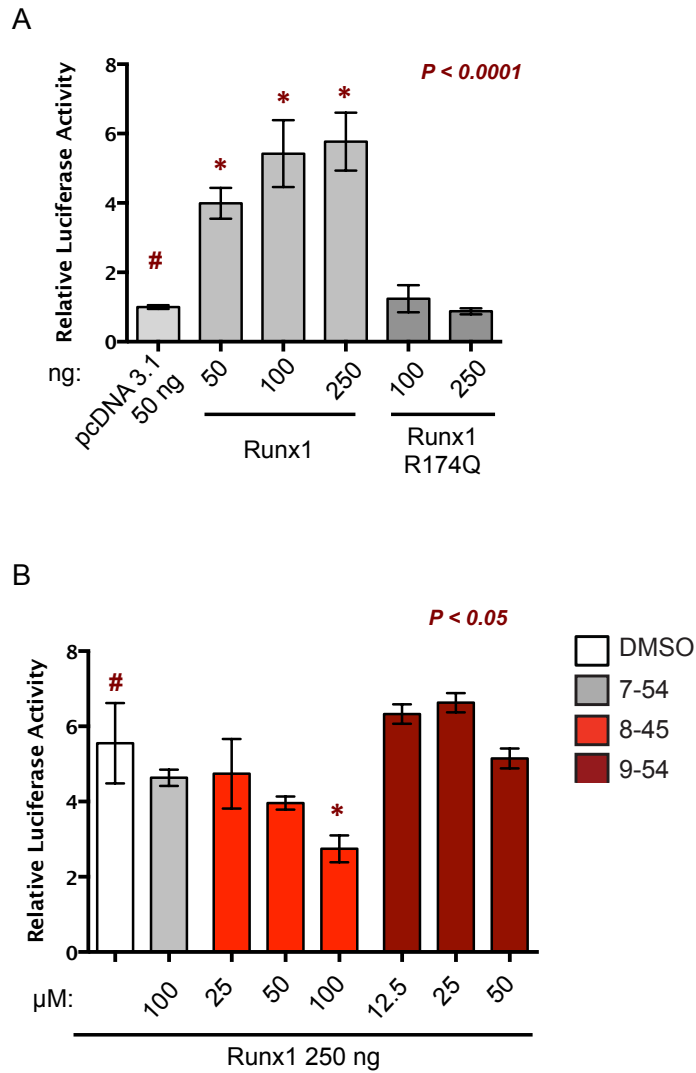 A
P < 0.0001
Relative Luciferase Activity
8
6
4
2
0
#
*
*
*
ng:
pcDNA 3.1
50 ng
50
100
250
100
250
Runx1
Runx1
R174Q
B
P < 0.05
Relative Luciferase Activity
8
6
4
2
0
#
*
DMSO
7-54
8-45
9-54
µM:
100
25
50
100
12.5
25
50
Runx1 250 ng